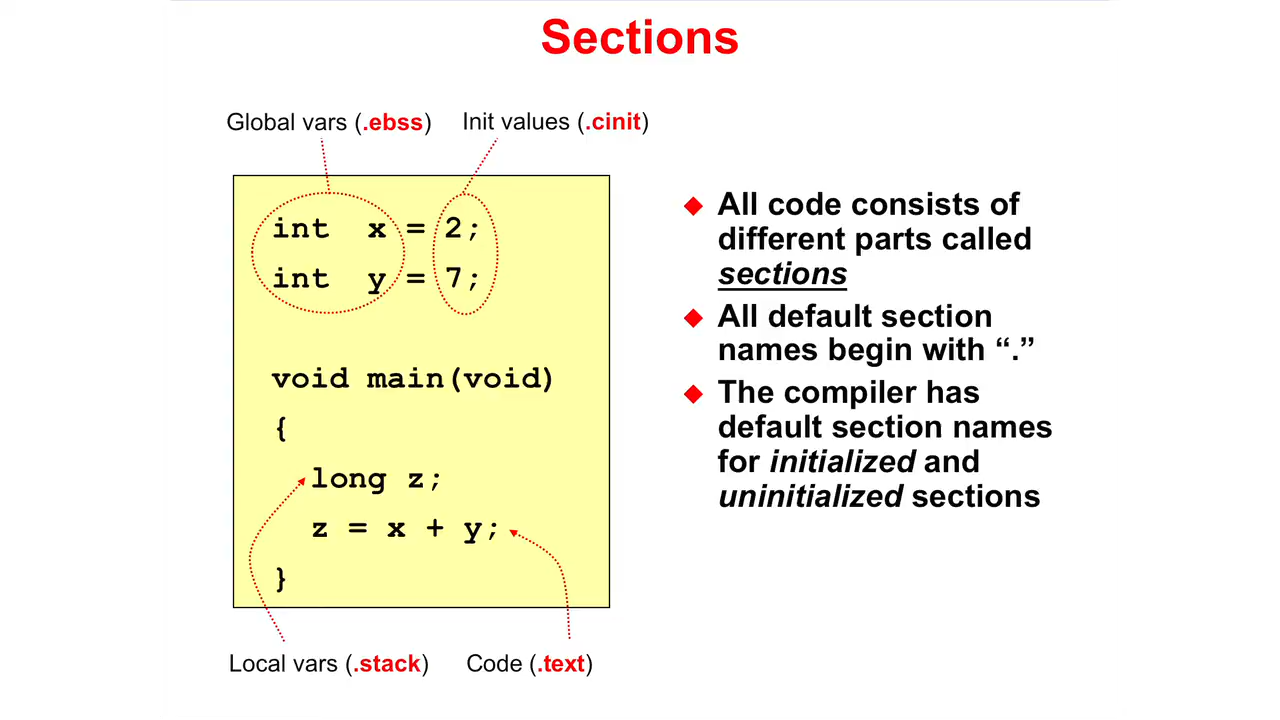 Sections
Global vars (.ebss)
Init values (.cinit)
int  x = 2;
int  y = 7;
void main(void)
{
long z;
z = x + y;
}
Local vars (.stack)
Code (.text)
All code consists of
different parts called
sections
All default section
names begin with “.”
The compiler has
default section names
for initialized and
uninitialized sections